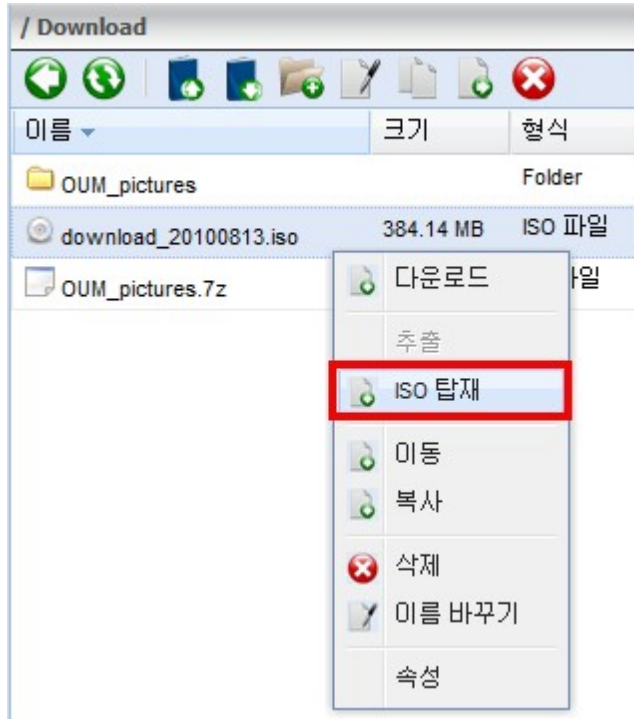 / Download
이름 크기 형식
OUM_pictures Folder
download_20100813.iso 384.14 MB ISO 파일
OUM_pictures.7z 일
다운로드
추출
ISO 탑재
이동
복사
삭제
이름 바꾸기
속성